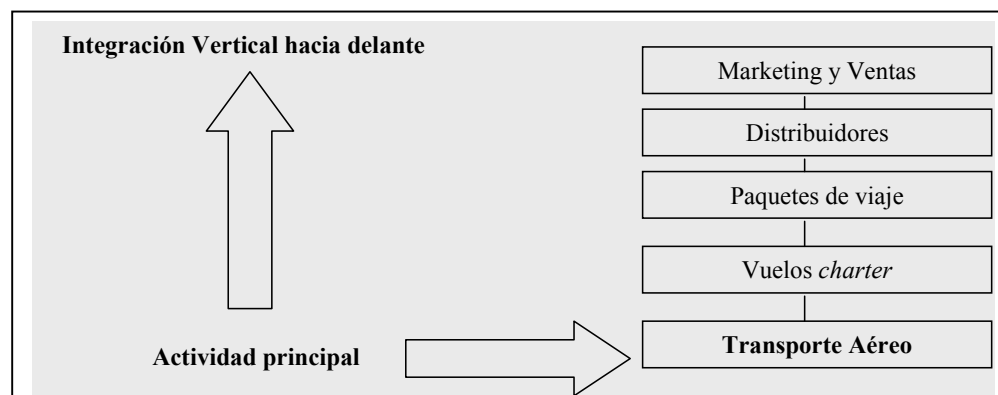 Integración Vertical hacia delante
Marketing y Ventas
Distribuidores
Paquetes de viaje
Vuelos charter
Actividad principal
Transporte Aéreo